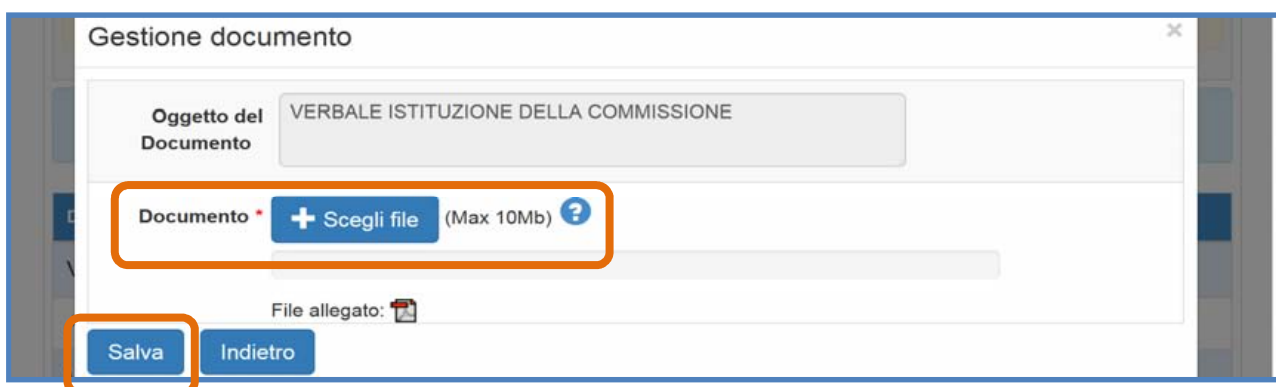 Gestione documento
×
Oggetto del
Documento
VERBALE ISTITUZIONE DELLA COMMISSIONE
Documento * + Scegli file (Max 10Mb) ?
File allegato:
Salva Indietro